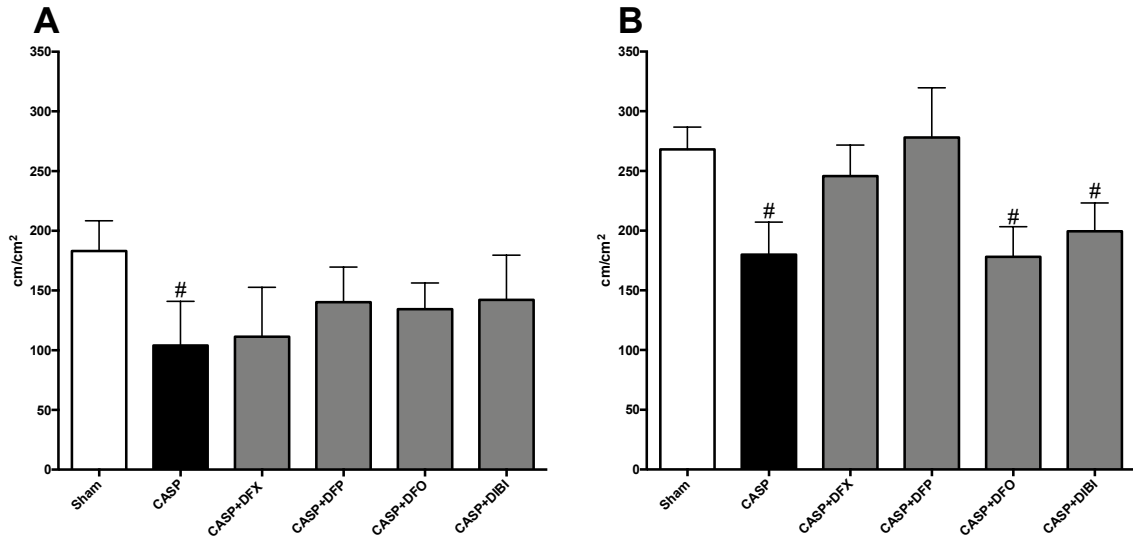 A
350
300
250
200
150
100
50
0
cm/cm²
#
Sham
CASP
CASP+DFX
CASP+DFP
CASP+DFO
CASP+DIBI
B
350
300
250
200
150
100
50
0
cm/cm²
#
#
#
Sham
CASP
CASP+DFX
CASP+DFP
CASP+DFO
CASP+DIBI